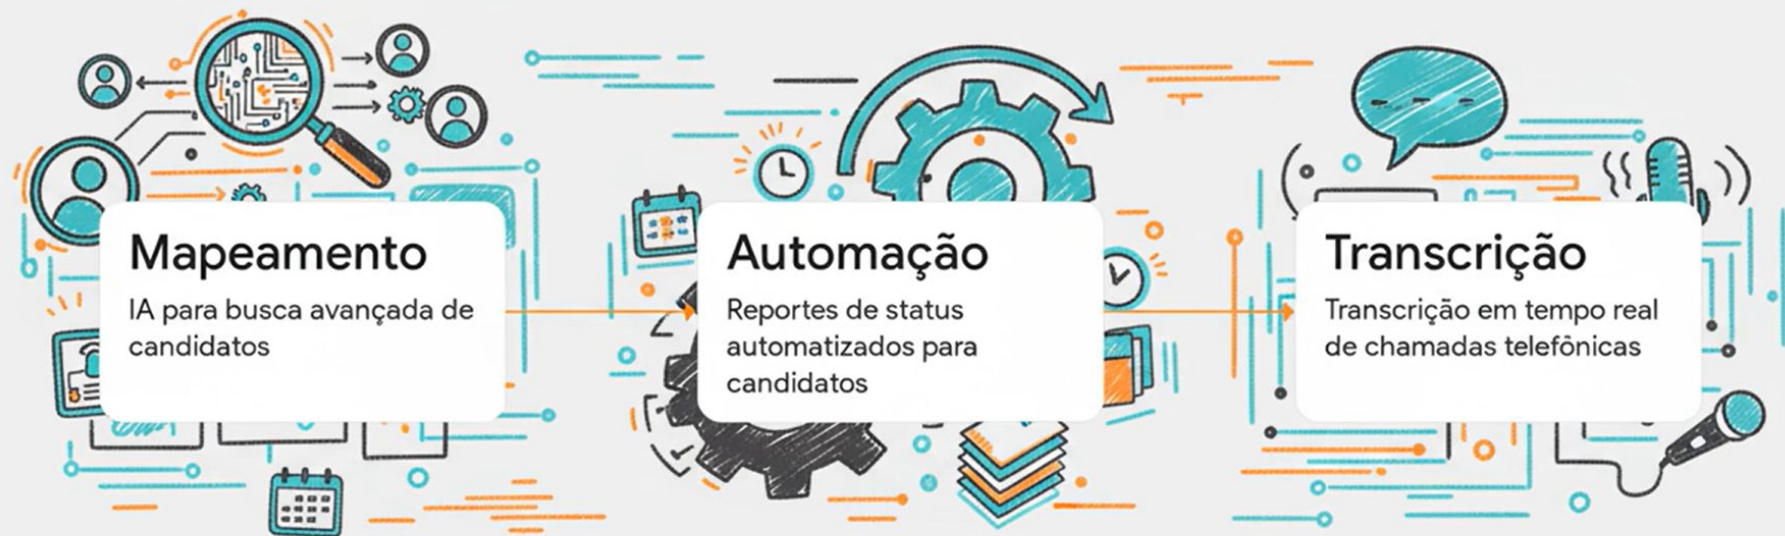 Mapeamento
IA para busca avançada de
candidatos
Automação
Reportes de status
automatizados para
candidatos
Transcrição
Transcrição em tempo real
de chamadas telefônicas